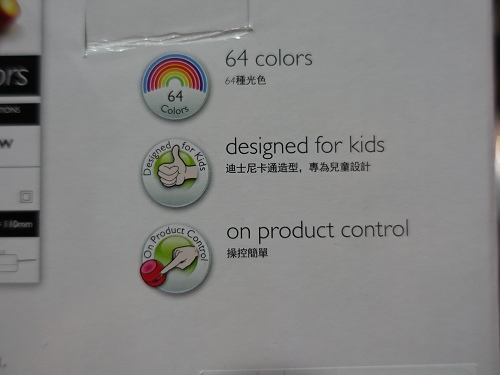 ors
IONS
w
110mm
64
Colors
64 colors
64種光色
Designed for Kids
designed for kids
迪士尼卡通造型，專為兒童設計
On Product Control
on product control
操控簡單